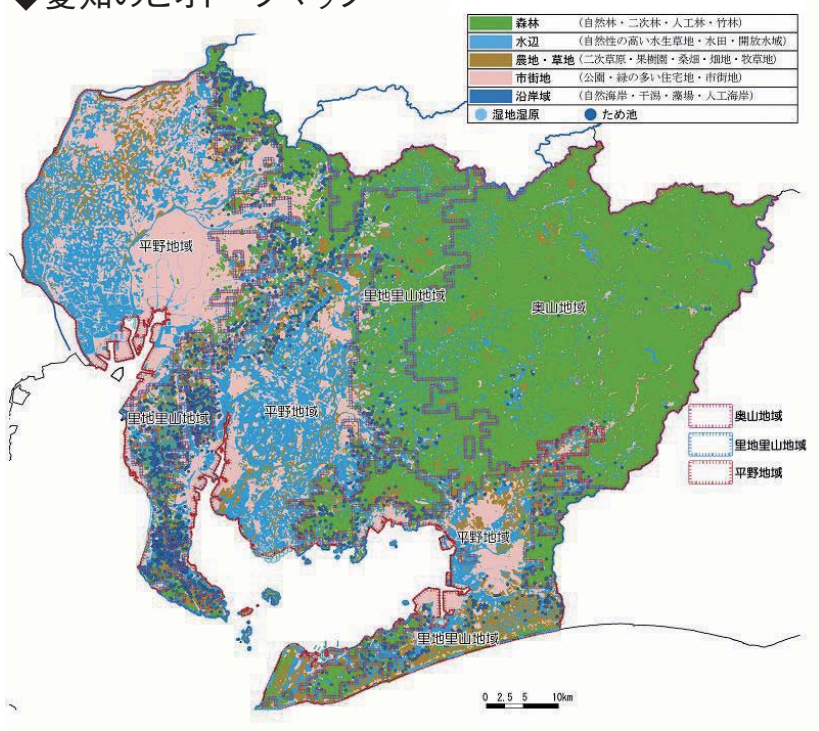 ◆愛知のビオトープマップ
森林 (自然林・二次林・人工林・竹林)
水辺 (自然性の高い水生草地・水田・開放水域)
農地・草地 (二次草原・果樹園・桑畑・畑地・牧草地)
市街地 (公園・緑の多い住宅地・市街地)
沿岸域 (自然海岸・干潟・藻場・人工海岸)
湿地湿原 ため池
平野地域
里地里山地域
奥山地域
里地里山地域
平野地域
平野地域
里地里山地域
奥山地域
里地里山地域
平野地域
0 2.5 5 10km